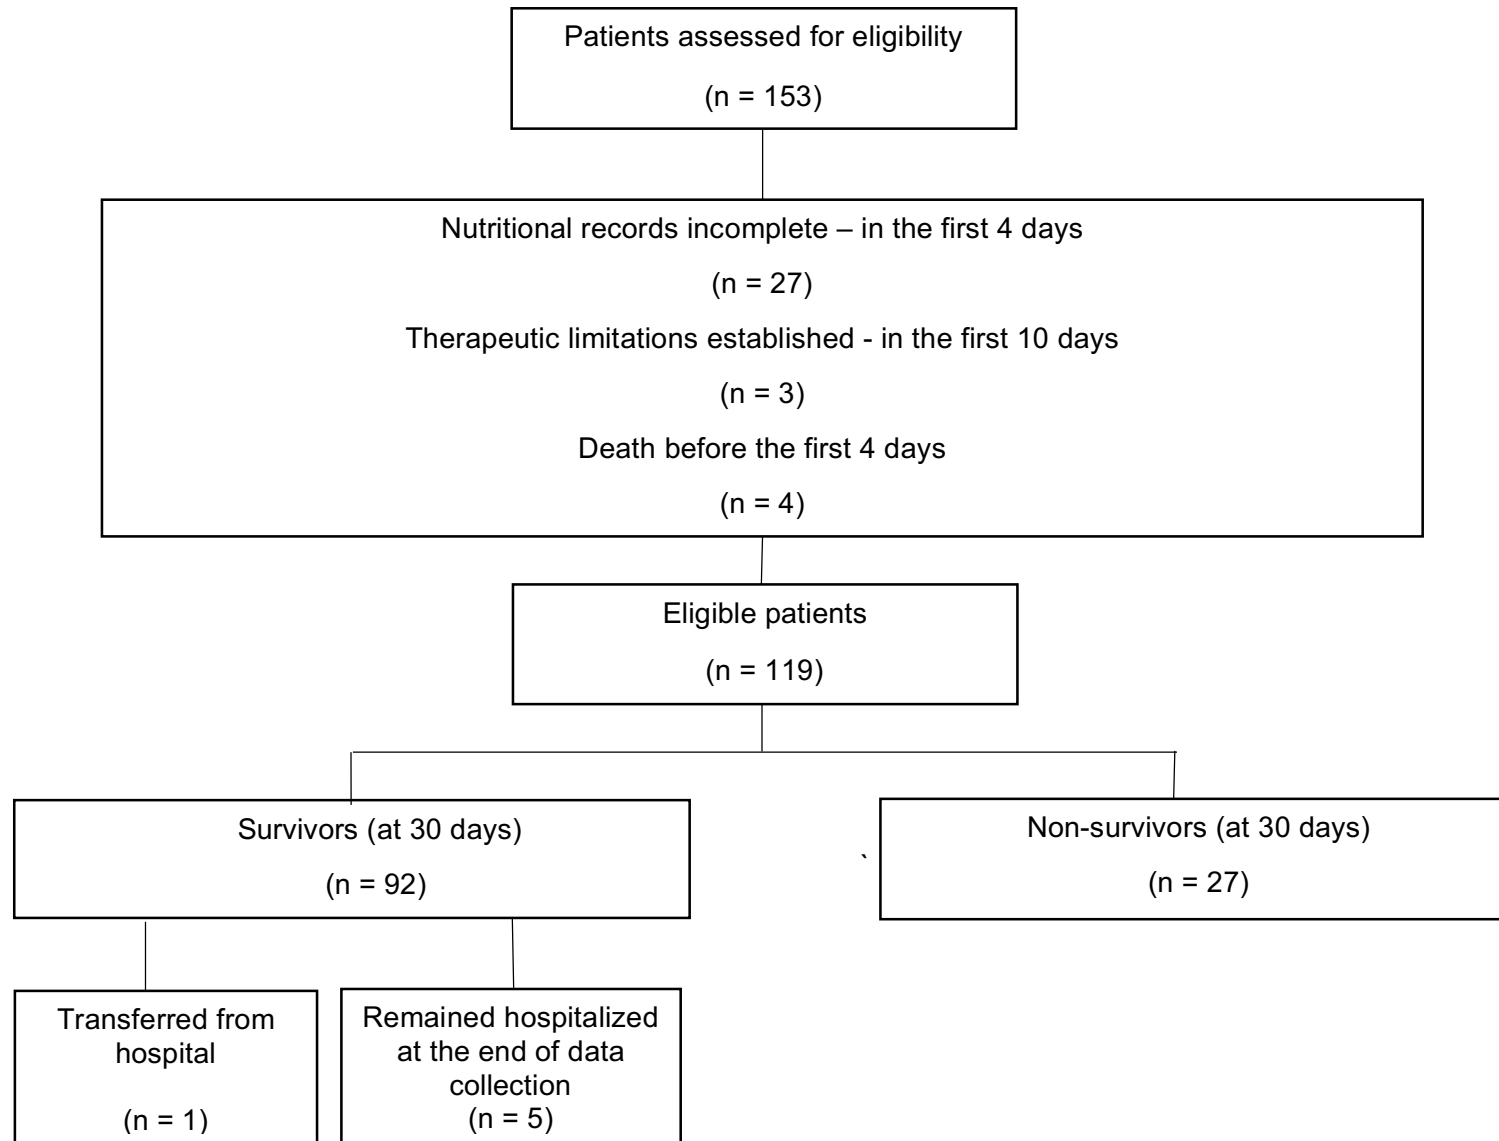 Patients assessed for eligibility
(n = 153)
Nutritional records incomplete – in the first 4 days
(n = 27)
Therapeutic limitations established - in the first 10 days
(n = 3)
Death before the first 4 days
(n = 4)
Eligible patients
(n = 119)
Survivors (at 30 days)
(n = 92)
`
Non-survivors (at 30 days)
(n = 27)
Transferred from
hospital
(n = 1)
Remained hospitalized
at the end of data
collection
(n = 5)